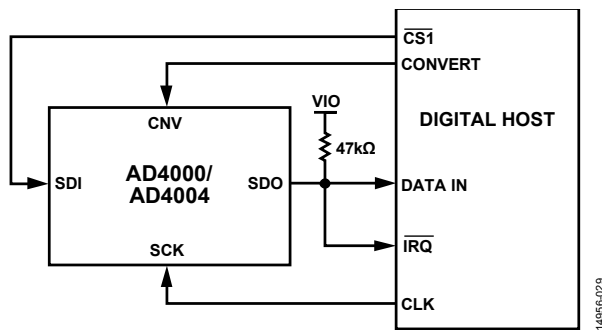 CS1
CONVERT
VIO
CNV
DIGITAL HOST
47kΩ
AD4000/
AD4004
SDI
SDO
DATA IN
IRQ
SCK
CLK
14956-029